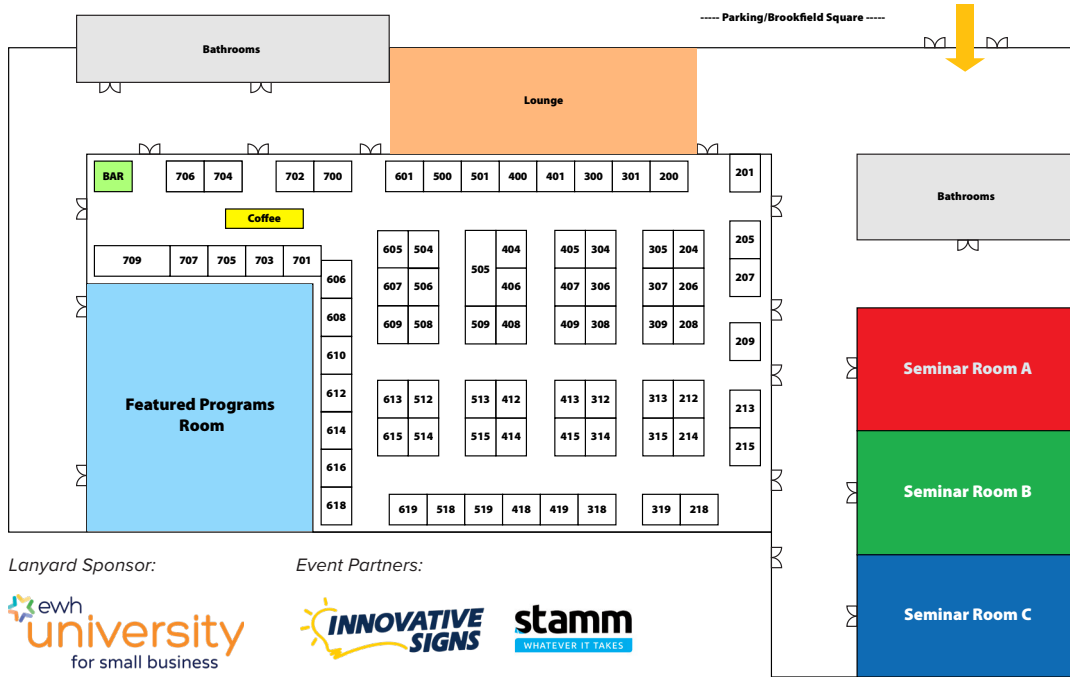 ----- Parking/Brookfield Square -----
Bathrooms
Lounge
BAR 706 704 702 700 601 500 501 400 401 300 301 200 201
Bathrooms
Coffee
605 504 505 404 405 304 305 204 205
709 707 705 703 701 606 607 506 406 407 306 307 206 207
608 609 508 509 408 409 308 309 208 209
610
Seminar Room A
612 613 512 513 412 413 312 313 212 213
Featured Programs
Room
614 615 514 515 414 415 314 315 214 215
616
Seminar Room B
618 619 518 519 418 419 318 319 218
Lanyard Sponsor:
Event Partners:
ewh
university
for small business
INNOVATIVE
SIGNS
stamm
WHATEVER IT TAKES
Seminar Room C